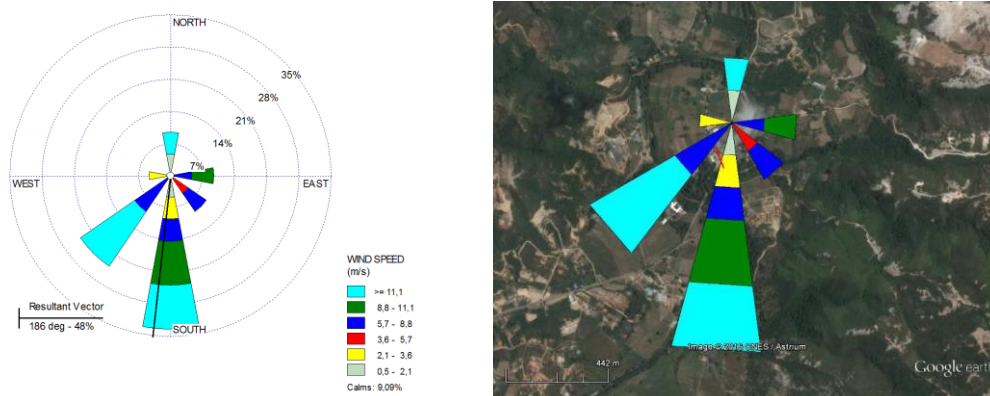 NORTH
35%
28%
21%
14%
7%
WEST
EAST
WIND SPEED
(m/s)
>= 11,1
8,8 - 11,1
5,7 - 8,8
3,6 - 5,7
2,1 - 3,6
0,5 - 2,1
Calms: 9,09%
Resultant Vector
186 deg - 48%
SOUTH
Image © 2016 CNES / Astrium
442 m
Google earth